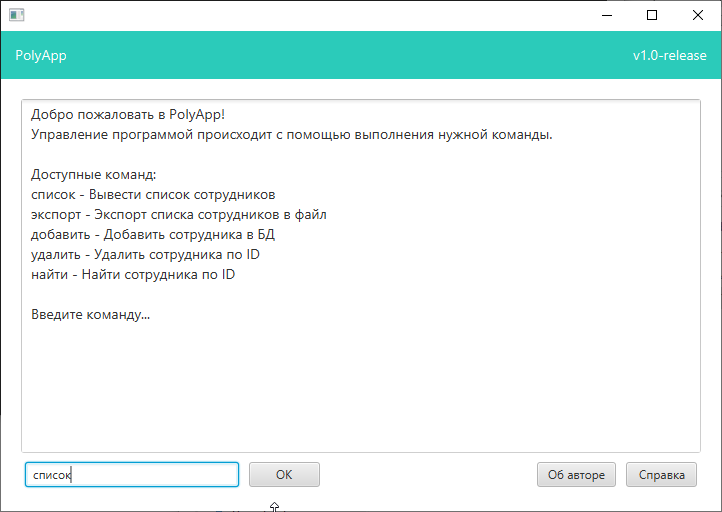 PolyApp
v1.0-release
Добро пожаловать в PolyApp!
Управление программой происходит с помощью выполнения нужной команды.
Доступные команд:
список - Вывести список сотрудников
экспорт - Экспорт списка сотрудников в файл
добавить - Добавить сотрудника в БД
удалить - Удалить сотрудника по ID
найти - Найти сотрудника по ID
Введите команду...
список
ОК
Об авторе
Справка